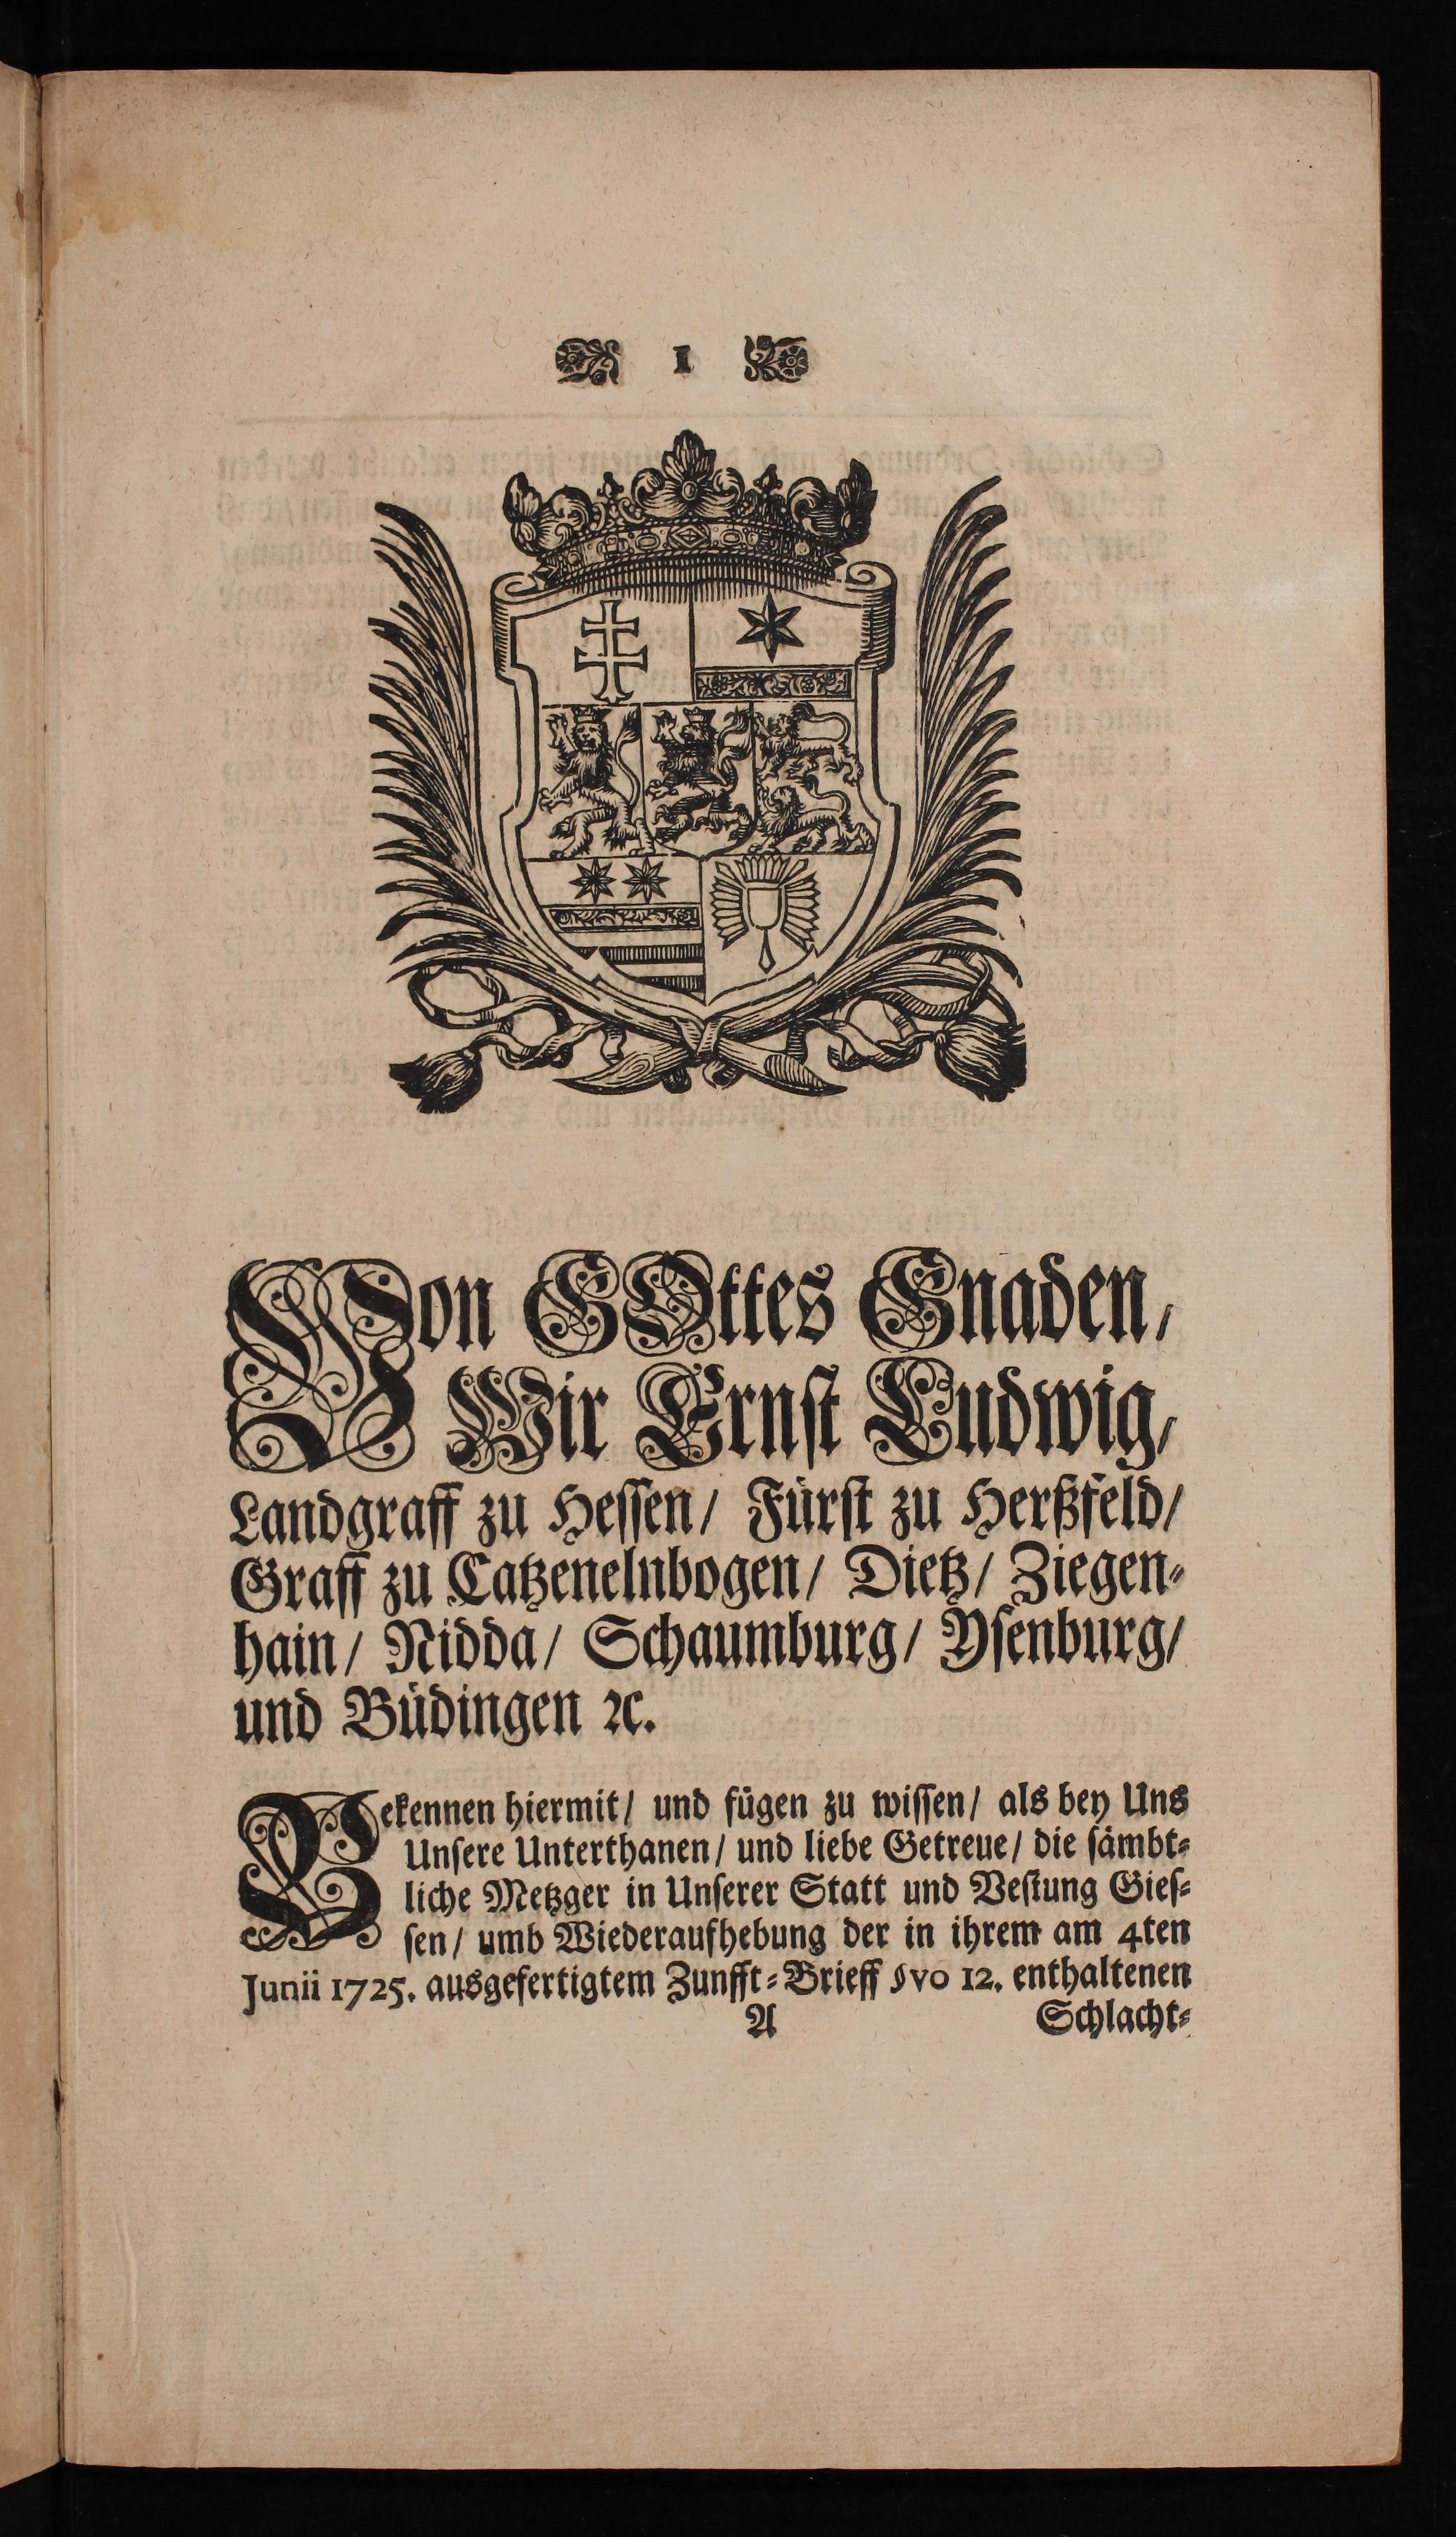 1
Von GOttes Gnaden,
Wir Ernst Ludwig,
Landgraff zu Hessen/ Fürst zu Herßfeld/
Graff zu Catzenelnbogen/ Dietz/ Ziegen-
hain/ Nidda/ Schaumburg/ Ysenburg/
und Büdingen ꝛc.
Bekennen hiermit/ und fügen zu wissen/ als bey Uns
Unsere Unterthanen/ und liebe Getreue/ die sämbt-
liche Metzger in Unserer Statt und Vestung Gies-
sen/ umb Wiederaufhebung der in ihrem am 4ten
Junii 1725. ausgefertigtem Zunfft-Brieff §vo 12. enthaltenen
A
Schlacht-